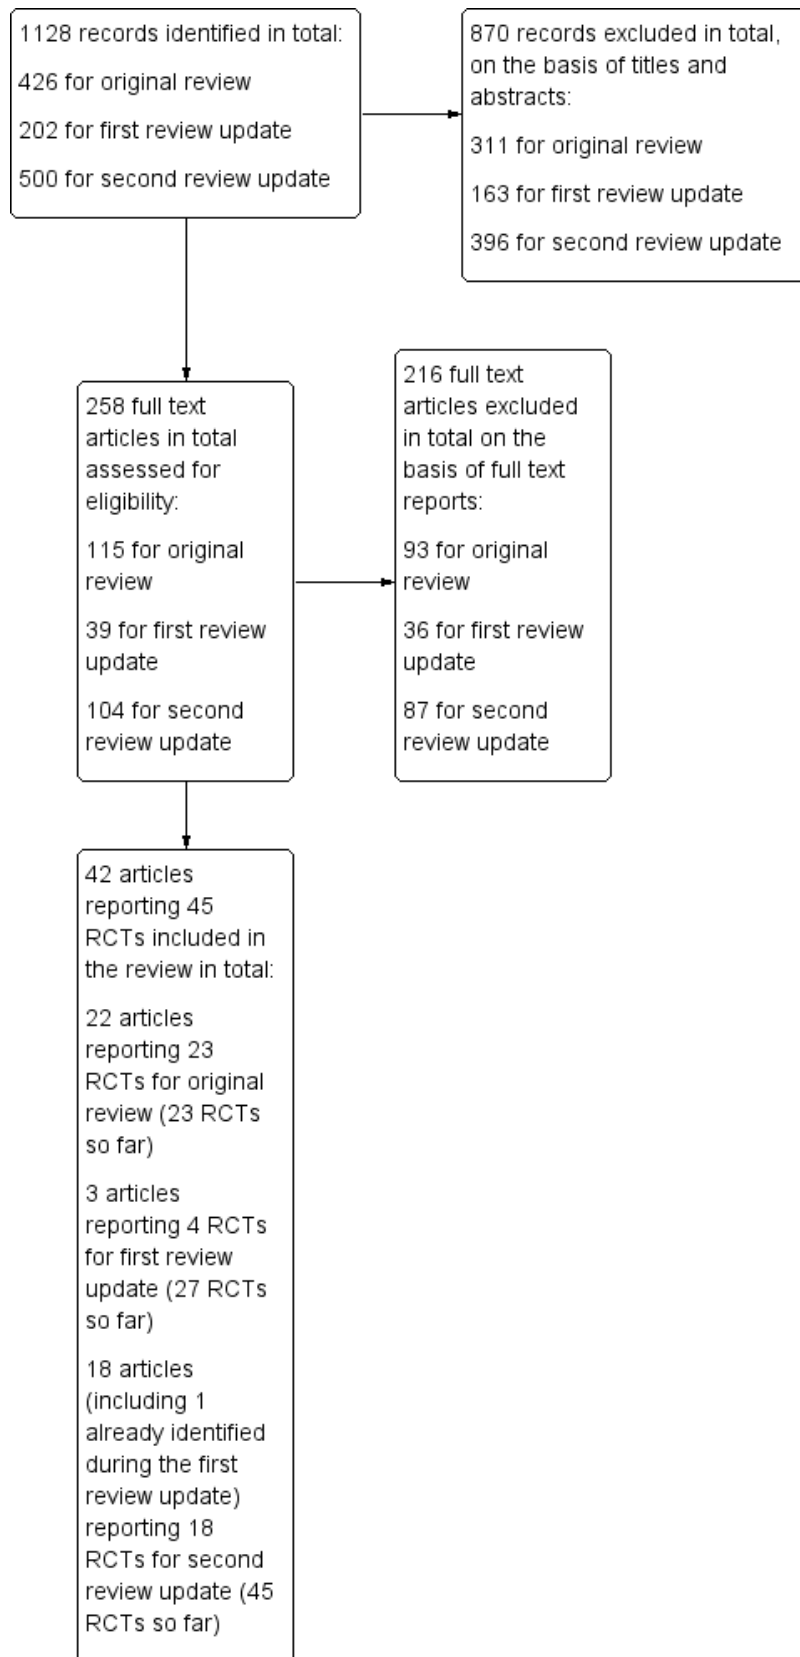 1128 records identified in total:
426 for original review
202 for first review update
500 for second review update
870 records excluded in total,
on the basis of titles and
abstracts:
311 for original review
163 for first review update
396 for second review update
258 full text
articles in total
assessed for
eligibility:
115 for original
review
39 for first review
update
104 for second
review update
216 full text
articles excluded
in total on the
basis of full text
reports:
93 for original
review
36 for first review
update
87 for second
review update
42 articles
reporting 45
RCTs included in
the review in total:
22 articles
reporting 23
RCTs for original
review (23 RCTs
so far)
3 articles
reporting 4 RCTs
for first review
update (27 RCTs
so far)
18 articles
(including 1
already identified
during the first
review update)
reporting 18
RCTs for second
review update (45
RCTs so far)